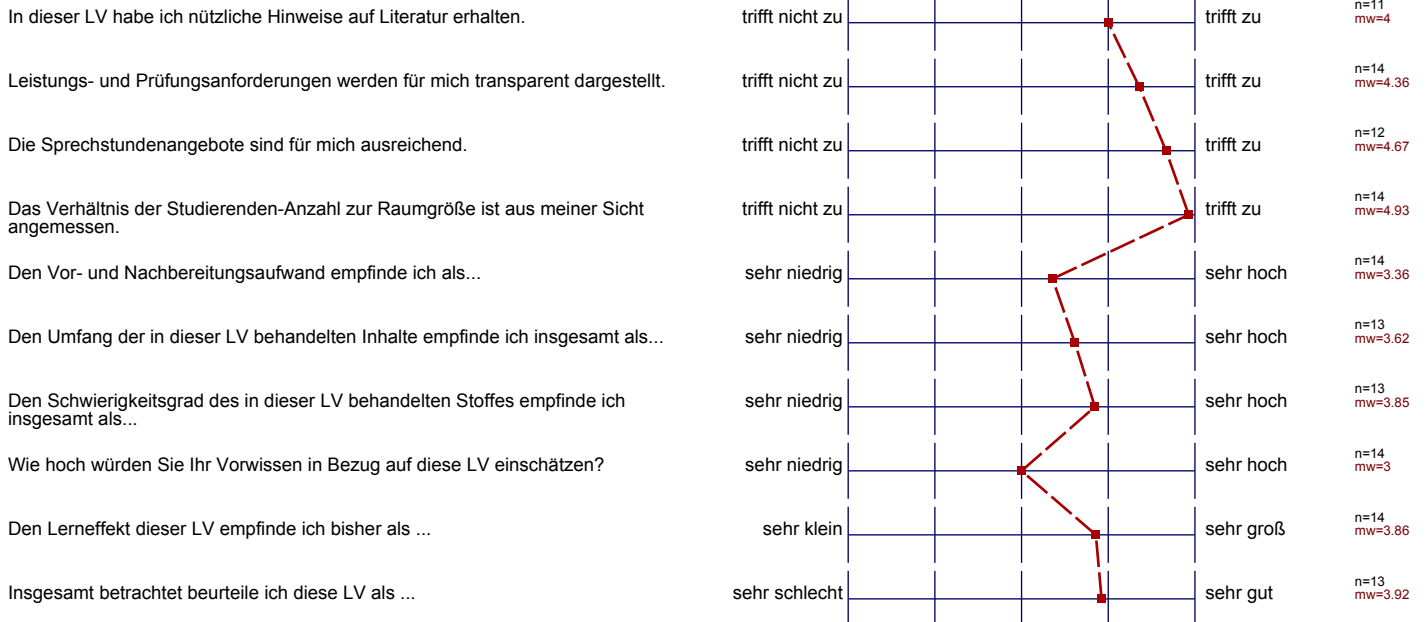 In dieser LV habe ich nützliche Hinweise auf Literatur erhalten. trifft nicht zu trifft zu n=11
mw=4
Leistungs- und Prüfungsanforderungen werden für mich transparent dargestellt. trifft nicht zu trifft zu n=14
mw=4.36
Die Sprechstundenangebote sind für mich ausreichend. trifft nicht zu trifft zu n=12
mw=4.67
Das Verhältnis der Studierenden-Anzahl zur Raumgröße ist aus meiner Sicht trifft nicht zu trifft zu n=14
angemessen. mw=4.93
Den Vor- und Nachbereitungsaufwand empfinde ich als... sehr niedrig sehr hoch n=14
mw=3.36
Den Umfang der in dieser LV behandelten Inhalte empfinde ich insgesamt als... sehr niedrig sehr hoch n=13
mw=3.62
Den Schwierigkeitsgrad des in dieser LV behandelten Stoffes empfinde ich sehr niedrig sehr hoch n=13
insgesamt als... mw=3.85
Wie hoch würden Sie Ihr Vorwissen in Bezug auf diese LV einschätzen? sehr niedrig sehr hoch n=14
mw=3
Den Lerneffekt dieser LV empfinde ich bisher als ... sehr klein sehr groß n=14
mw=3.86
Insgesamt betrachtet beurteile ich diese LV als ... sehr schlecht sehr gut n=13
mw=3.92